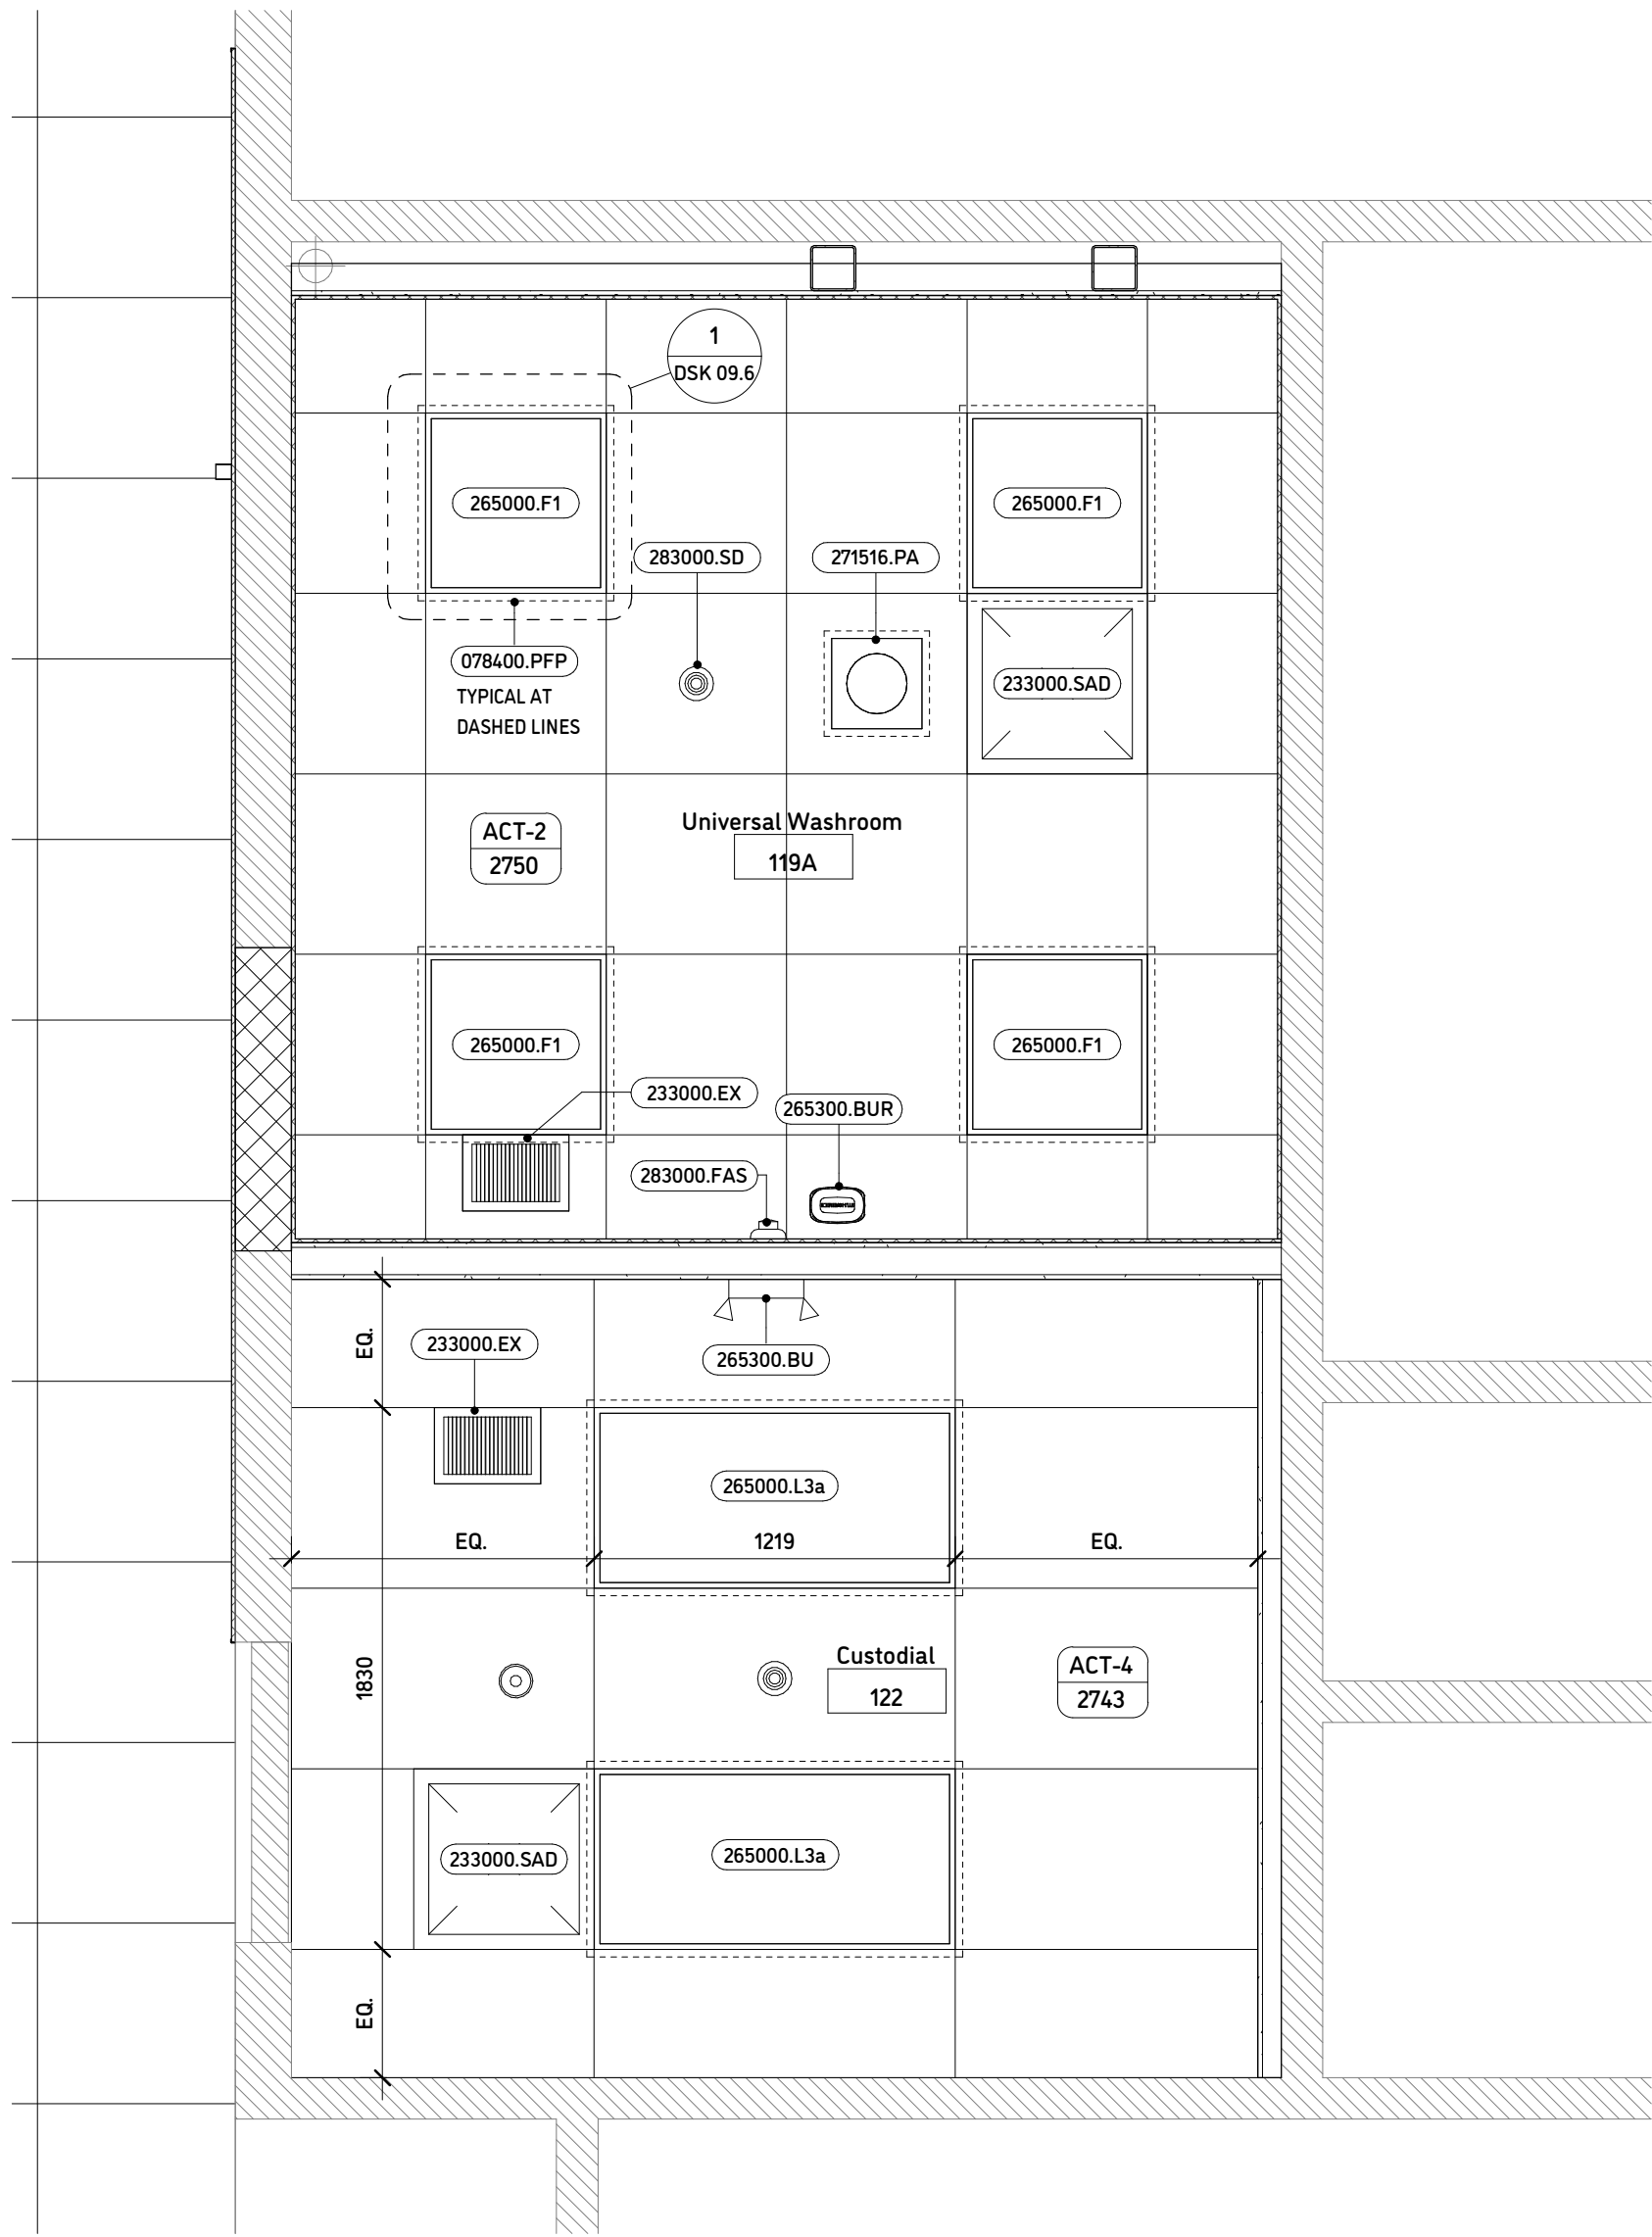 1
DSK 09.6
265000.F1
265000.F1
283000.SD
271516.PA
078400.PFP
TYPICAL AT
DASHED LINES
233000.SAD
ACT-2
2750
Universal Washroom
119A
265000.F1
265000.F1
233000.EX
265300.BUR
283000.FAS
EQ.
233000.EX
265300.BU
265000.L3a
EQ.
1219
EQ.
1830
Custodial
122
ACT-4
2743
233000.SAD
265000.L3a
EQ.